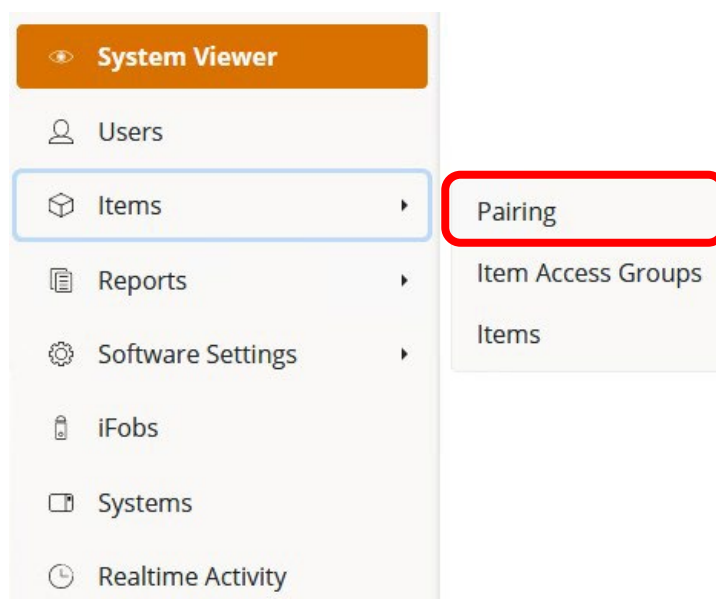 System Viewer
Users
Items
Pairing
Item Access Groups
Items
Reports
Software Settings
iFobs
Systems
Realtime Activity